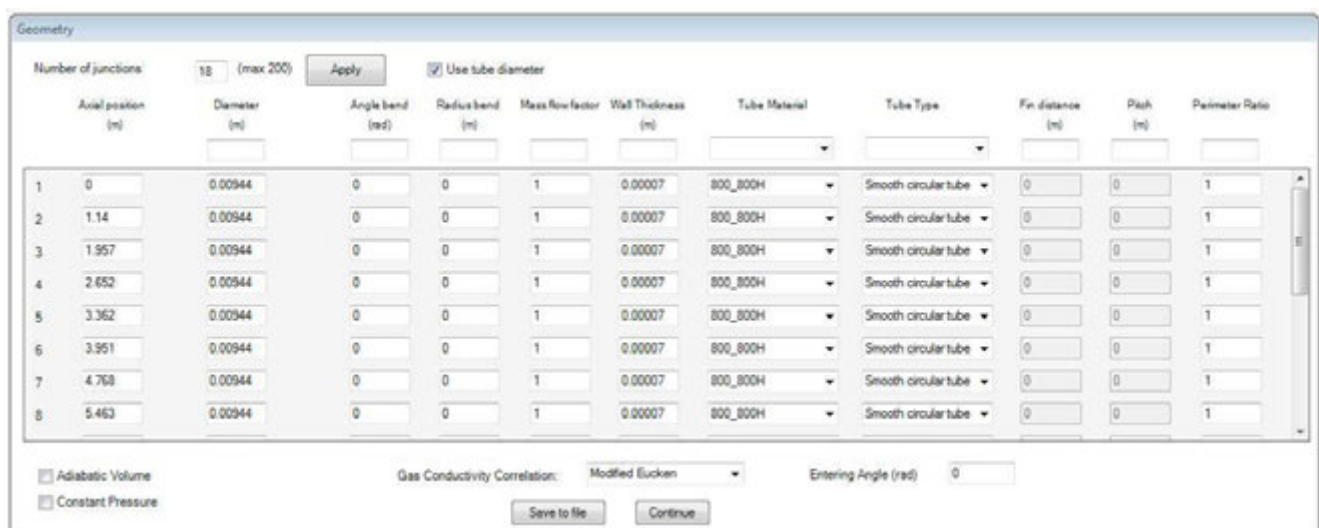 Geometry
Number of junctions 18 (max 200) Apply Use tube diameter
Axial position Diameter Angle bend Radius bend Mass flow factor Wall Thickness Tube Material Tube Type Fin distance Pitch Perimeter Ratio
(m) (m) (rad) (m) (m) (m) (m)
1 0 0.00944 0 0 1 0.00007 800_800H Smooth circular tube 0 0 1
2 1.14 0.00944 0 0 1 0.00007 800_800H Smooth circular tube 0 0 1
3 1.957 0.00944 0 0 1 0.00007 800_800H Smooth circular tube 0 0 1
4 2.652 0.00944 0 0 1 0.00007 800_800H Smooth circular tube 0 0 1
5 3.362 0.00944 0 0 1 0.00007 800_800H Smooth circular tube 0 0 1
6 3.951 0.00944 0 0 1 0.00007 800_800H Smooth circular tube 0 0 1
7 4.768 0.00944 0 0 1 0.00007 800_800H Smooth circular tube 0 0 1
8 5.463 0.00944 0 0 1 0.00007 800_800H Smooth circular tube 0 0 1
Adiabatic Volume Gas Conductivity Correlation: Modified Eucken Entering Angle (rad) 0
Constant Pressure
Save to file Continue